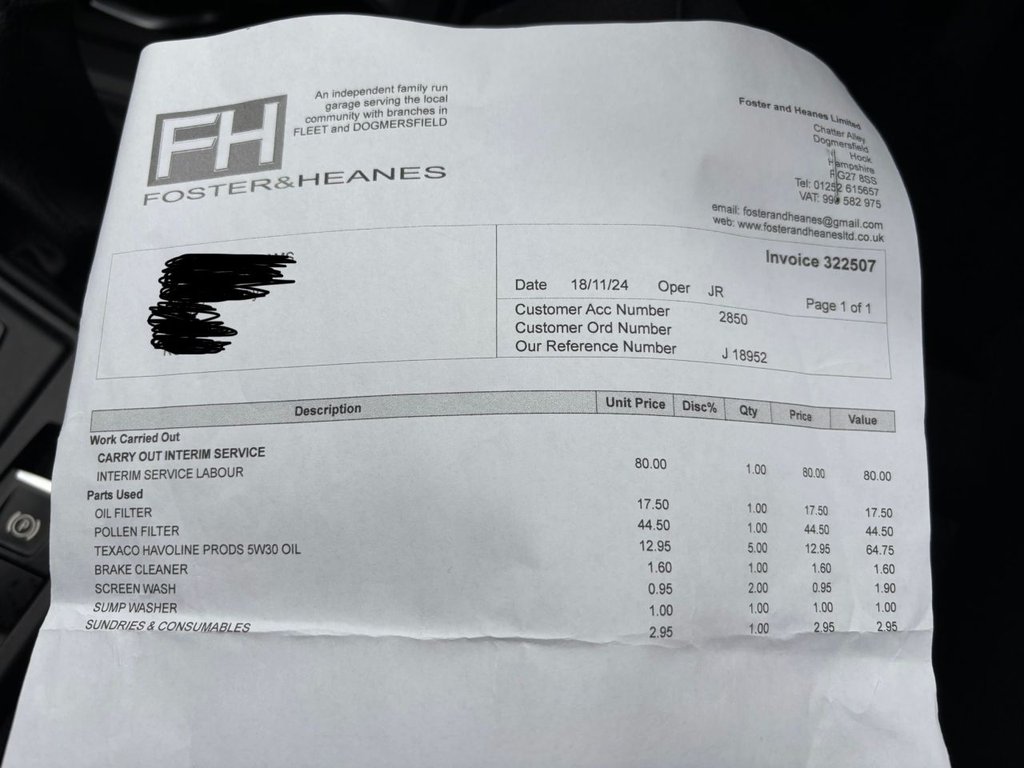 FH
FOSTER&HEANES
An independent family run
garage serving the local
community with branches in
FLEET and DOGMERSFIELD
Foster and Heanes Limited
Chatter Alley
Dogmersfield
Hook
Hampshire
RG27 8SS
Tel: 01252 615657
VAT: 990 582 975
email: fosterandheanes@gmail.com
web: www.fosterandheanesltd.co.uk
Invoice 322507
Date 18/11/24 Oper JR
Page 1 of 1
Customer Acc Number 2850
Customer Ord Number
Our Reference Number J 18952
Description Unit Price Disc% Qty Price Value
Work Carried Out
CARRY OUT INTERIM SERVICE
INTERIM SERVICE LABOUR 80.00 1.00 80.00 80.00
Parts Used
OIL FILTER 17.50 1.00 17.50 17.50
POLLEN FILTER 44.50 1.00 44.50 44.50
TEXACO HAVOLINE PRODS 5W30 OIL 12.95 5.00 12.95 64.75
BRAKE CLEANER 1.60 1.00 1.60 1.60
SCREEN WASH 0.95 2.00 0.95 1.90
SUMP WASHER 1.00 1.00 1.00 1.00
SUNDRIES & CONSUMABLES 2.95 1.00 2.95 2.95